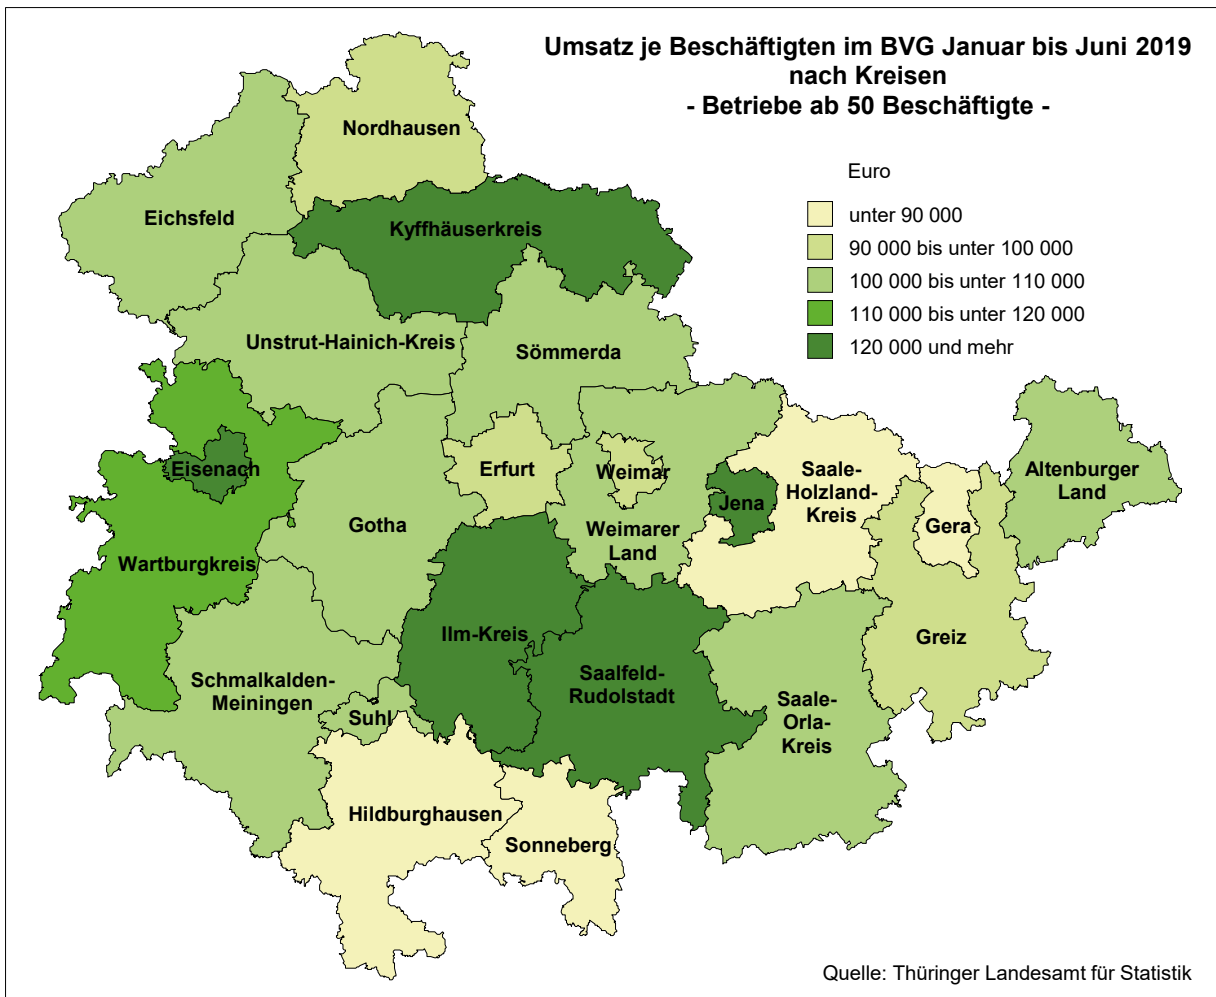 Umsatz je Beschäftigten im BVG Januar bis Juni 2019
nach Kreisen
- Betriebe ab 50 Beschäftigte -
Euro
unter 90 000
90 000 bis unter 100 000
100 000 bis unter 110 000
110 000 bis unter 120 000
120 000 und mehr
Nordhausen
Eichsfeld
Kyffhäuserkreis
Unstrut-Hainich-Kreis
Sömmerda
Eisenach
Erfurt
Weimar
Saale-
Holzland-
Kreis
Altenburger
Land
Jena
Gotha
Weimarer
Land
Gera
Wartburgkreis
Ilm-Kreis
Greiz
Schmalkalden-
Meiningen
Saalfeld-
Rudolstadt
Suhl
Saale-
Orla-
Kreis
Hildburghausen
Sonneberg
Quelle: Thüringer Landesamt für Statistik